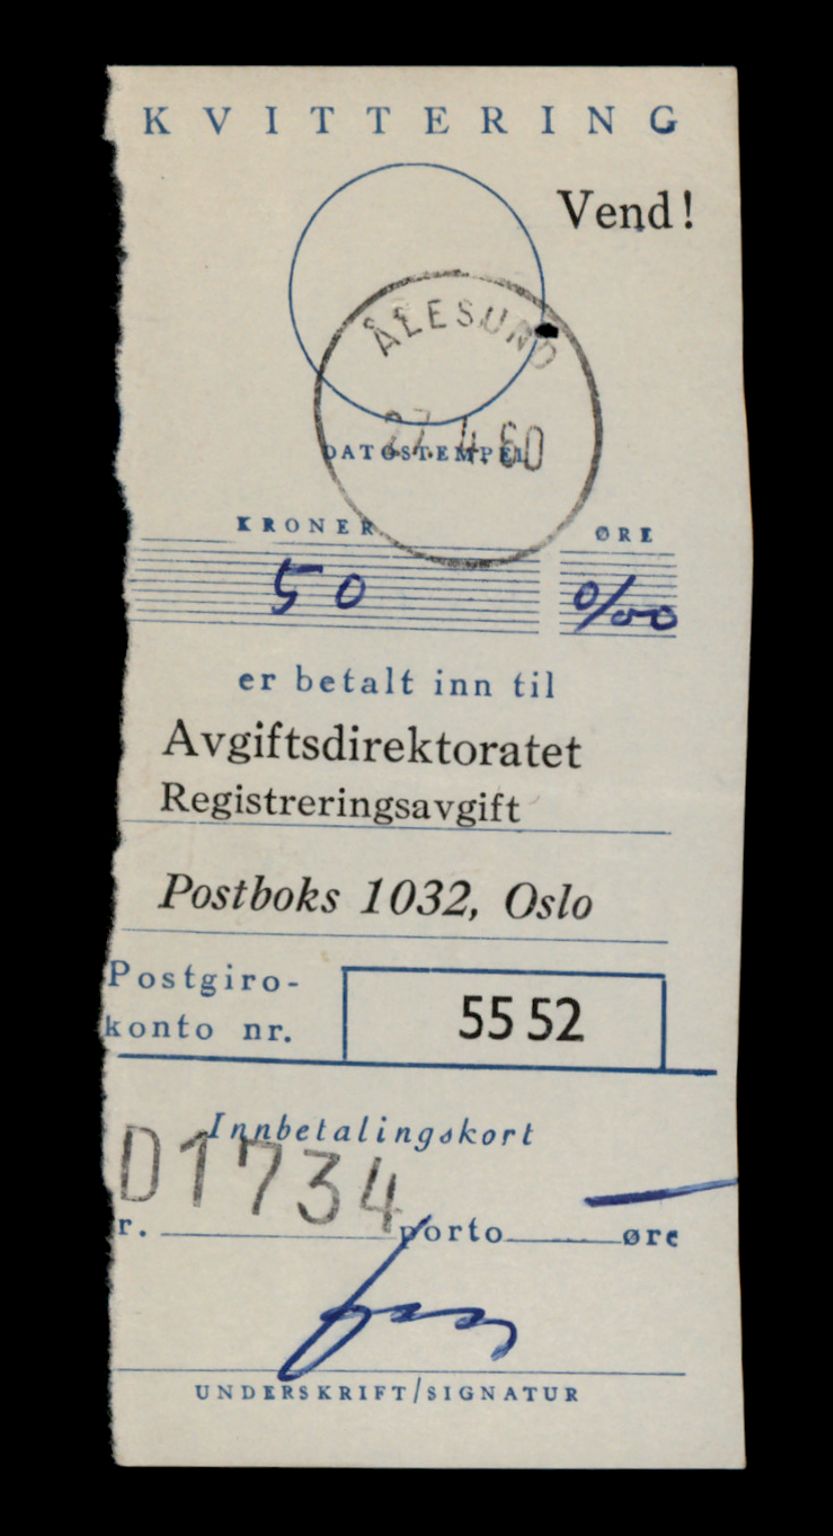 KVITTERING
Vend!
ÅLESUND
27.4.60
DATOSTEMPEL
KRONER ØRE
50 0/00
er betalt inn til
Avgiftsdirektoratet
Registreringsavgift
Postboks 1032, Oslo
Postgiro-
konto nr.
55 52
Innbetalingskort
D1734
r. porto øre
UNDERSKRIFT/SIGNATUR